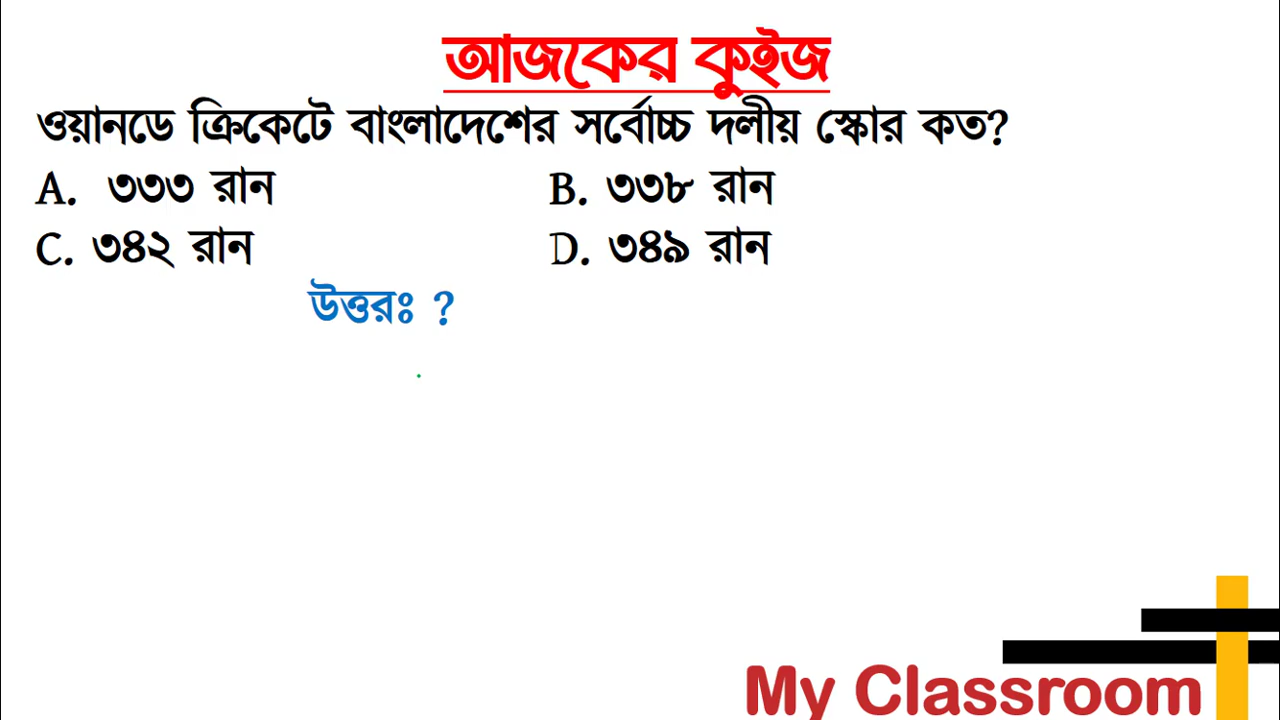 আজকের কুইজ
ওয়ানডে ক্রিকেটে বাংলাদেশের সর্বোচ্চ দলীয় স্কোর কত?
A. ৩৩৩ রান B. ৩৩৮ রান
C. ৩৪২ রান D. ৩৪৯ রান
উত্তরঃ ?
My Classroom